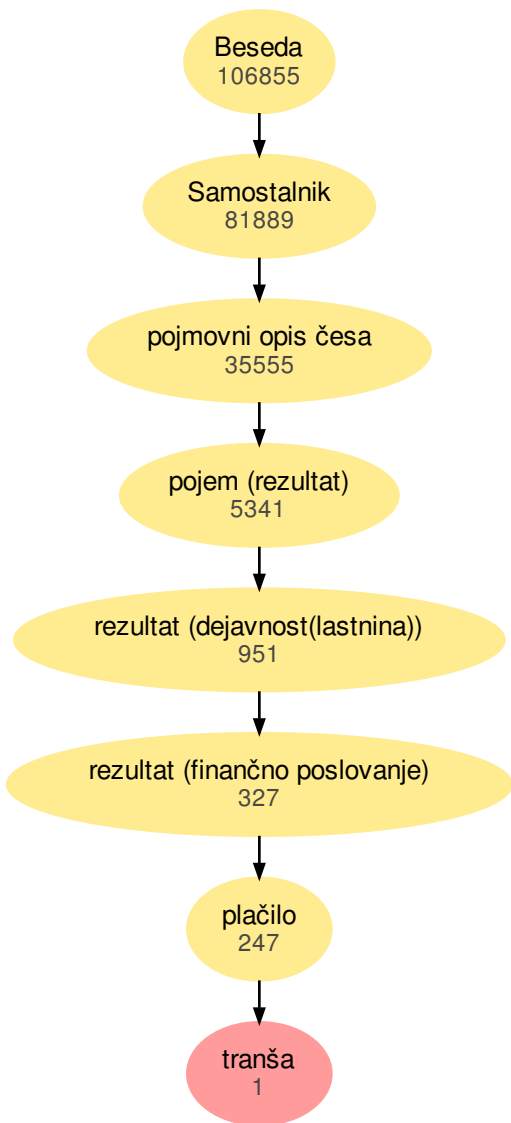 Beseda
106855
Samostalnik
81889
pojmovni opis česa
35555
pojem (rezultat)
5341
rezultat (dejavnost(lastnina))
951
rezultat (finančno poslovanje)
327
plačilo
247
tranša
1